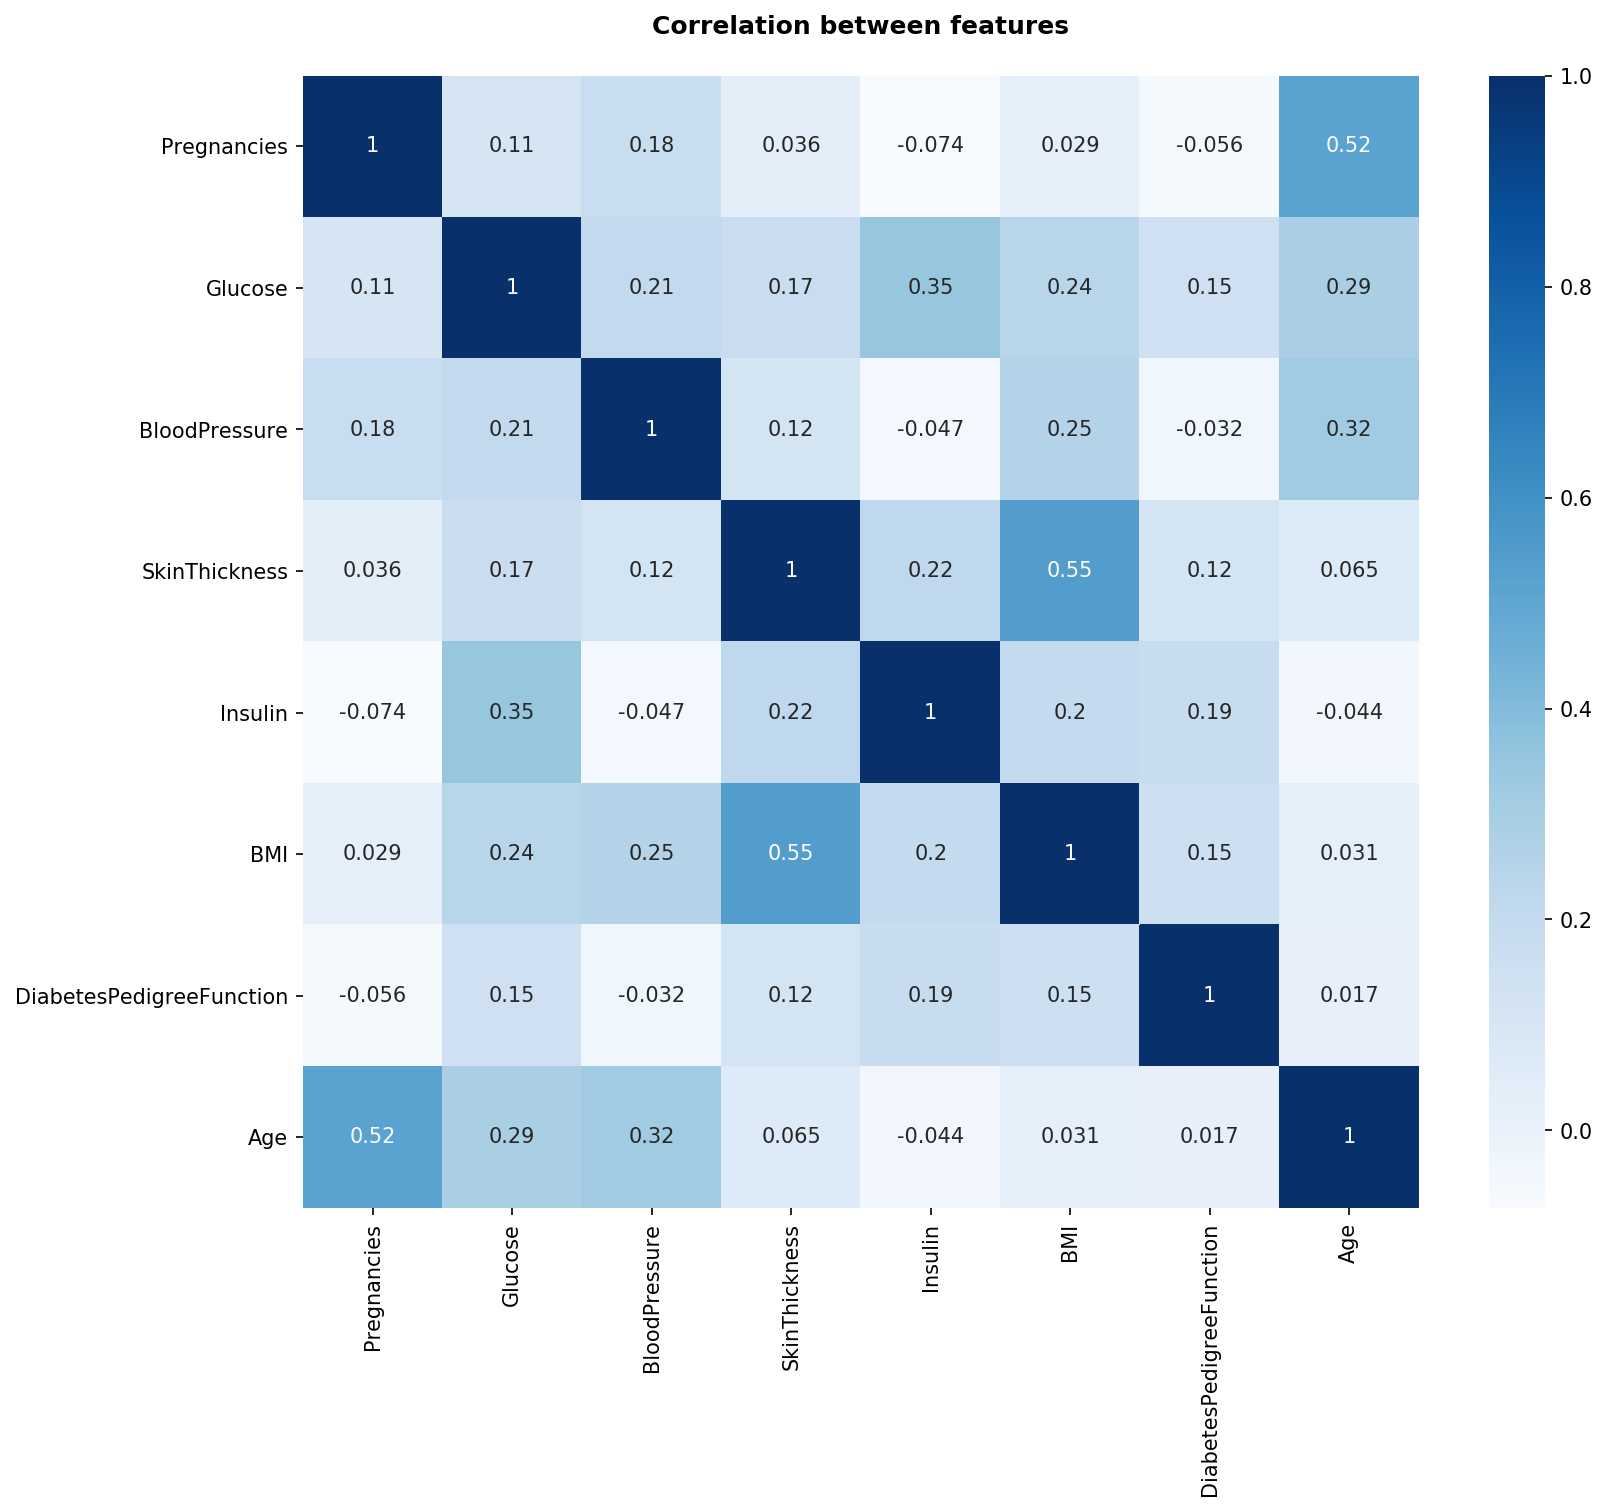 Correlation between features
Pregnancies 1 0.11 0.18 0.036 -0.074 0.029 -0.056 0.52
Glucose 0.11 1 0.21 0.17 0.35 0.24 0.15 0.29
BloodPressure 0.18 0.21 1 0.12 -0.047 0.25 -0.032 0.32
SkinThickness 0.036 0.17 0.12 1 0.22 0.55 0.12 0.065
Insulin -0.074 0.35 -0.047 0.22 1 0.2 0.19 -0.044
BMI 0.029 0.24 0.25 0.55 0.2 1 0.15 0.031
DiabetesPedigreeFunction -0.056 0.15 -0.032 0.12 0.19 0.15 1 0.017
Age 0.52 0.29 0.32 0.065 -0.044 0.031 0.017 1
Pregnancies
Glucose
BloodPressure
SkinThickness
Insulin
BMI
DiabetesPedigreeFunction
Age
1.0
0.8
0.6
0.4
0.2
0.0